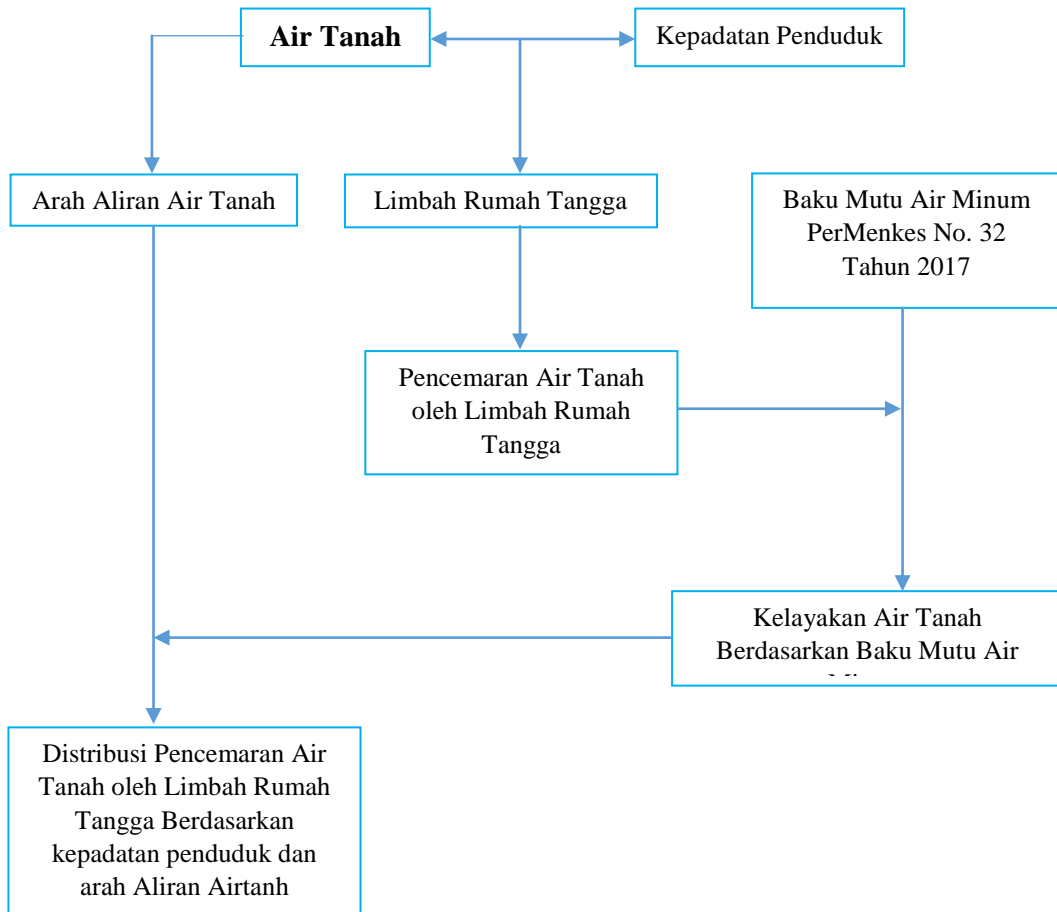 Air Tanah
Kepadatan Penduduk
Arah Aliran Air Tanah
Limbah Rumah Tangga
Baku Mutu Air Minum
PerMenkes No. 32
Tahun 2017
Pencemaran Air Tanah
oleh Limbah Rumah
Tangga
Kelayakan Air Tanah
Berdasarkan Baku Mutu Air
Distribusi Pencemaran Air
Tanah oleh Limbah Rumah
Tangga Berdasarkan
kepadatan penduduk dan
arah Aliran Airtanh